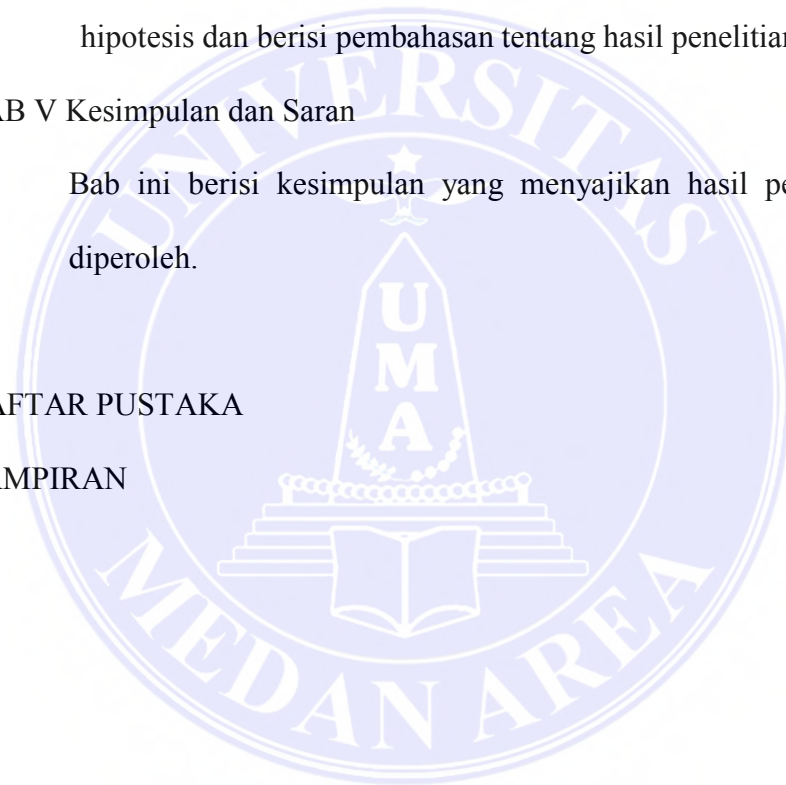 hipotesis dan berisi pembahasan tentang hasil penelitian
AB V Kesimpulan dan Saran
Bab ini berisi kesimpulan yang menyajikan hasil pe
diperoleh.
AFTAR PUSTAKA
AMPIRAN
UNIVERSITAS
UMA
MEDAN AREA